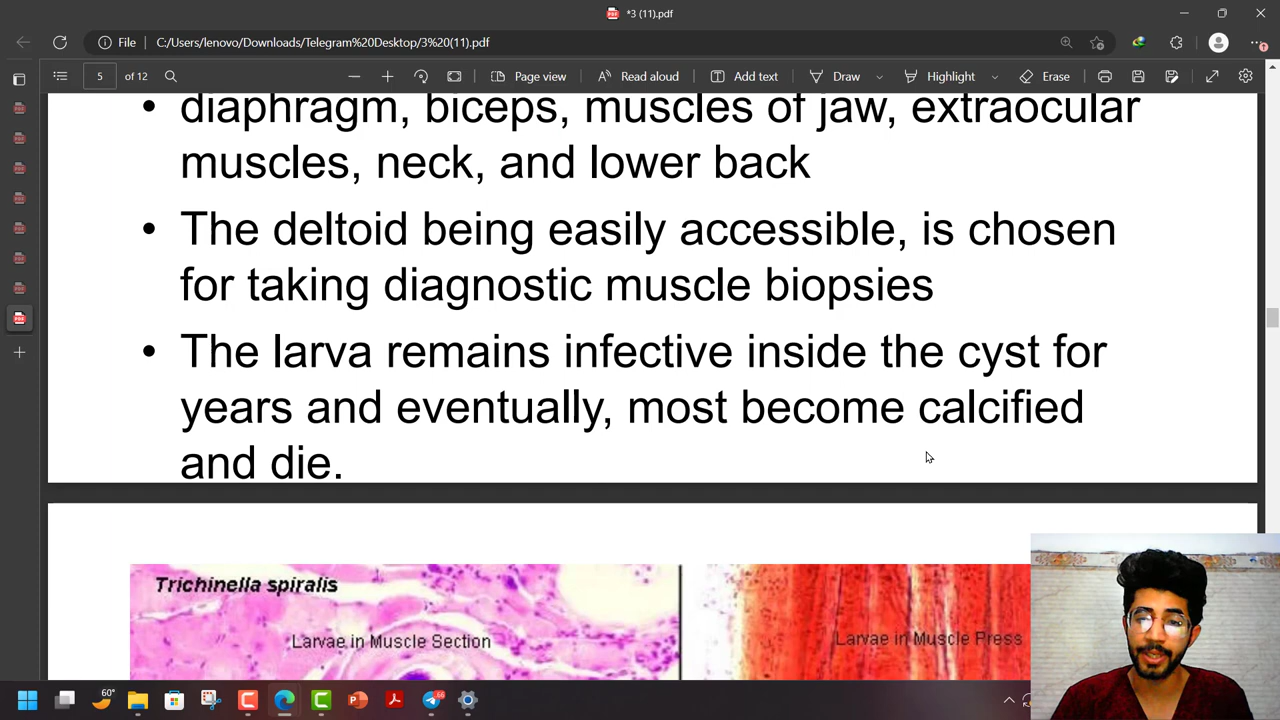 *3 (11).pdf
File
C:/Users/lenovo/Downloads/Telegram%20Desktop/3%20(11).pdf
5 of 12
Page view
Read aloud
Add text
Draw
Highlight
Erase
• diaphragm, biceps, muscles of jaw, extraocular
muscles, neck, and lower back
• The deltoid being easily accessible, is chosen
for taking diagnostic muscle biopsies
• The larva remains infective inside the cyst for
years and eventually, most become calcified
and die.
Trichinella spiralis
Larvae in Muscle Section
Larvae in Muscle Press
60°
66